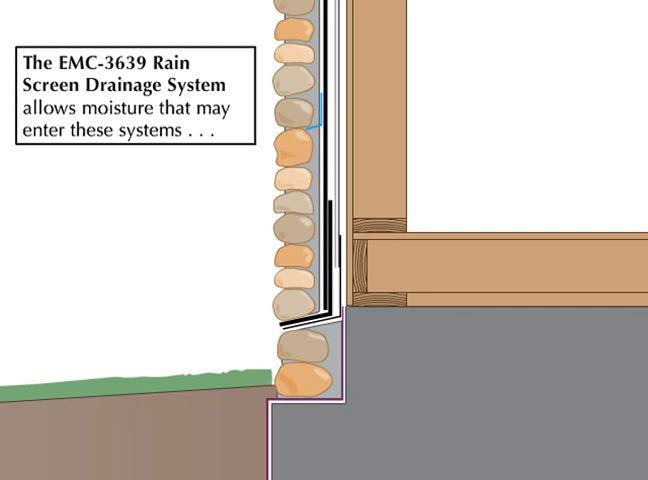 The EMC-3639 Rain
Screen Drainage System
allows moisture that may
enter these systems . . .